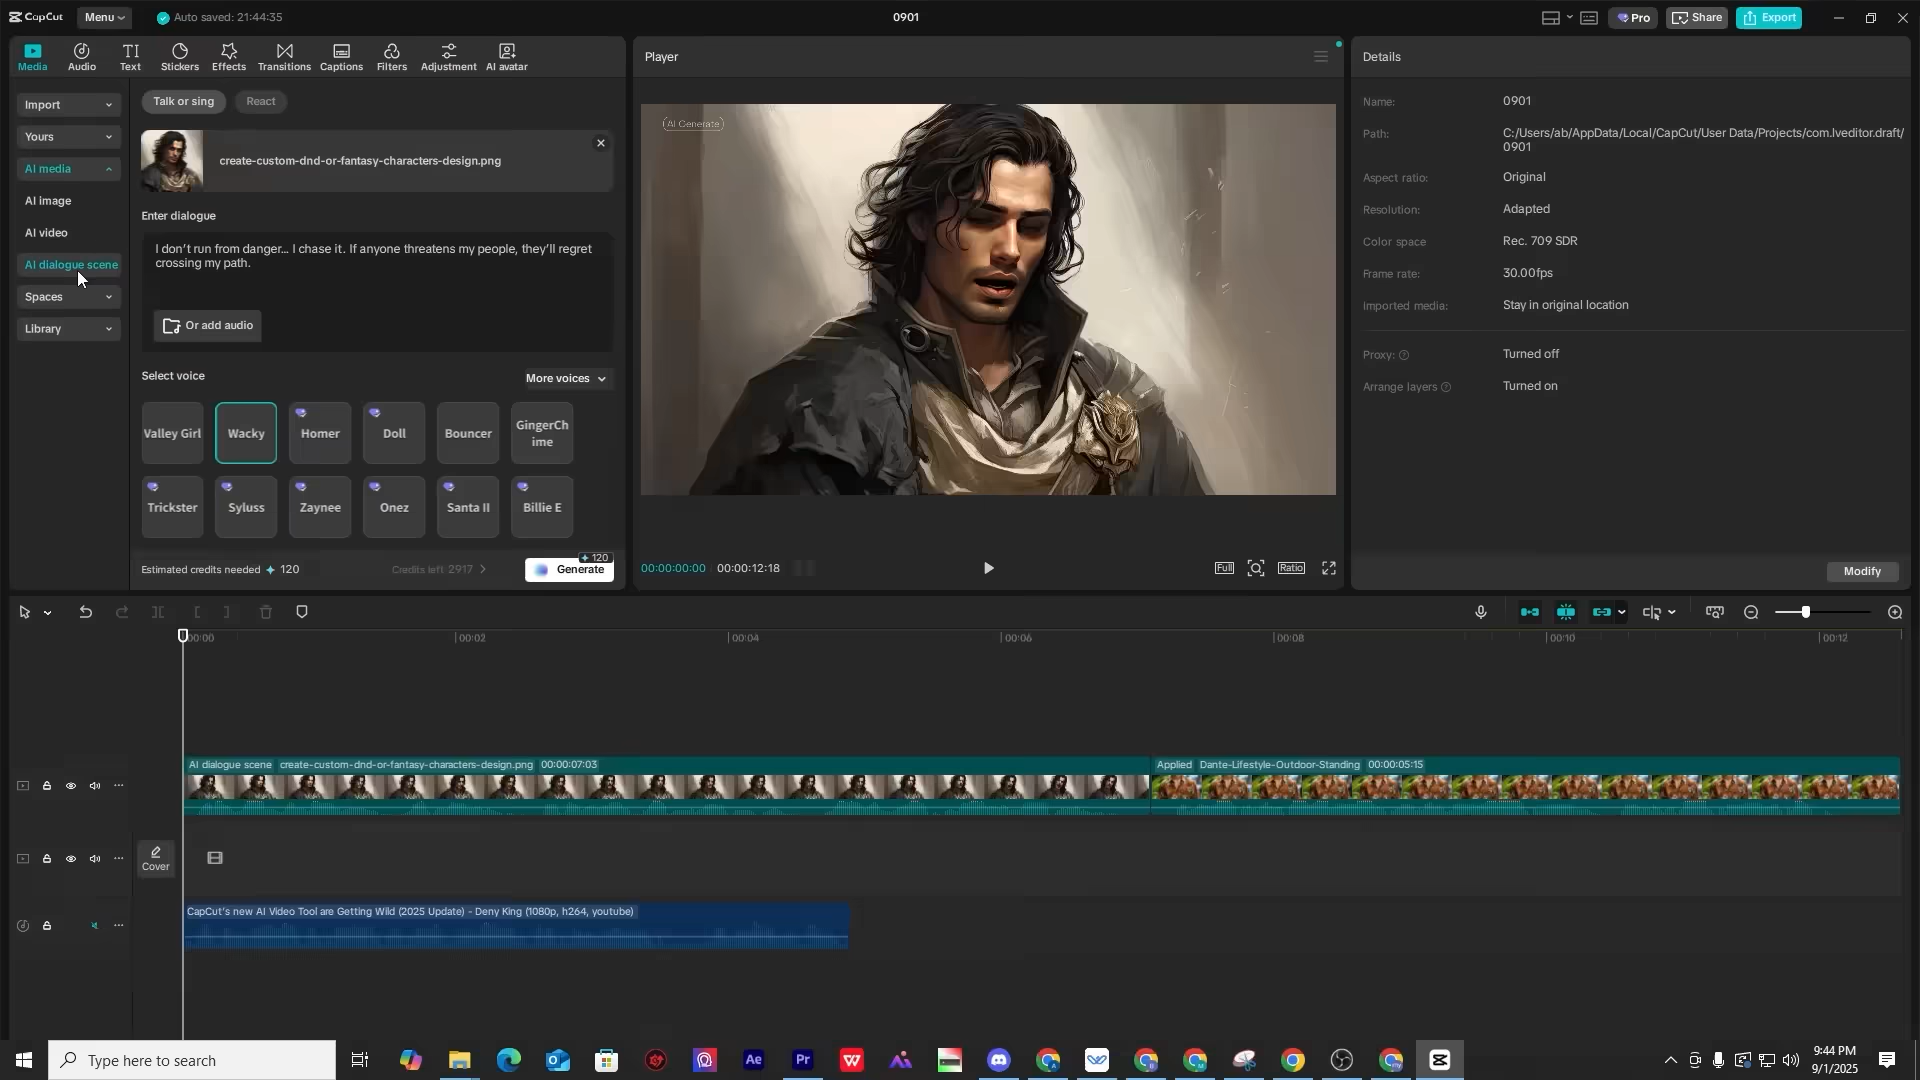 CapCut
Menu
Auto saved: 21:44:35
0901
Pro
Share
Export
Media
Audio
TI
Text
Stickers
Effects
Transitions
Captions
Filters
Adjustment
AI avatar
Import
Yours
AI media
AI image
AI video
AI dialogue scene
Spaces
Library
Talk or sing
React
create-custom-dnd-or-fantasy-characters-design.png
Enter dialogue
I don't run from danger... I chase it. If anyone threatens my people, they'll regret
crossing my path.
Or add audio
Select voice
More voices
Valley Girl
Wacky
Homer
Doll
Bouncer
GingerCh
ime
Trickster
Syluss
Zaynee
Onez
Santa II
Billie E
Estimated credits needed 120
Credits left 2917
120
Generate
Player
AI Generate
00:00:00:00
00:00:12:18
Full
Ratio
Details
Name:
0901
Path:
C:/Users/ab/AppData/Local/CapCut/User Data/Projects/com.lveditor.draft/
0901
Aspect ratio:
Original
Resolution:
Adapted
Color space
Rec. 709 SDR
Frame rate:
30.00fps
Imported media:
Stay in original location
Proxy:
Turned off
Arrange layers
Turned on
Modify
00:00
00:02
00:04
00:06
00:08
00:10
00:12
AI dialogue scene
create-custom-dnd-or-fantasy-characters-design.png
00:00:07:03
Applied
Dante-Lifestyle-Outdoor-Standing
00:00:05:15
Cover
CapCut's new AI Video Tool are Getting Wild (2025 Update) - Deny King (1080p, h264, youtube)
Type here to search
Ae
Pr
W
9:44 PM
9/1/2025